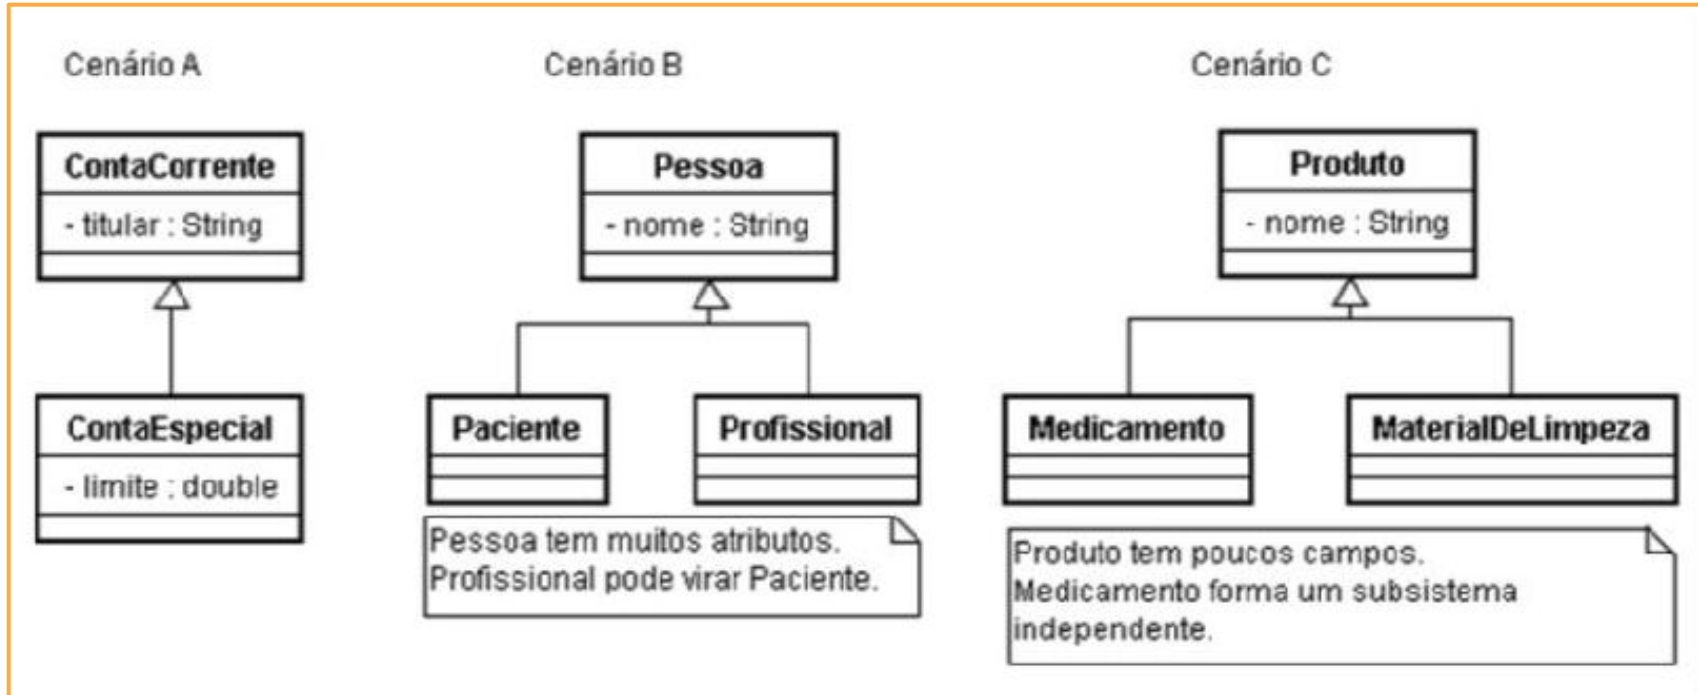 Cenário A
Cenário B
Cenário C
ContaCorrente
- titular : String
ContaEspecial
- limite : double
Pessoa
- nome : String
Paciente
Profissional
Pessoa tem muitos atributos.
Profissional pode virar Paciente.
Produto
- nome : String
Medicamento
MaterialDeLimpeza
Produto tem poucos campos.
Medicamento forma um subsistema
independente.